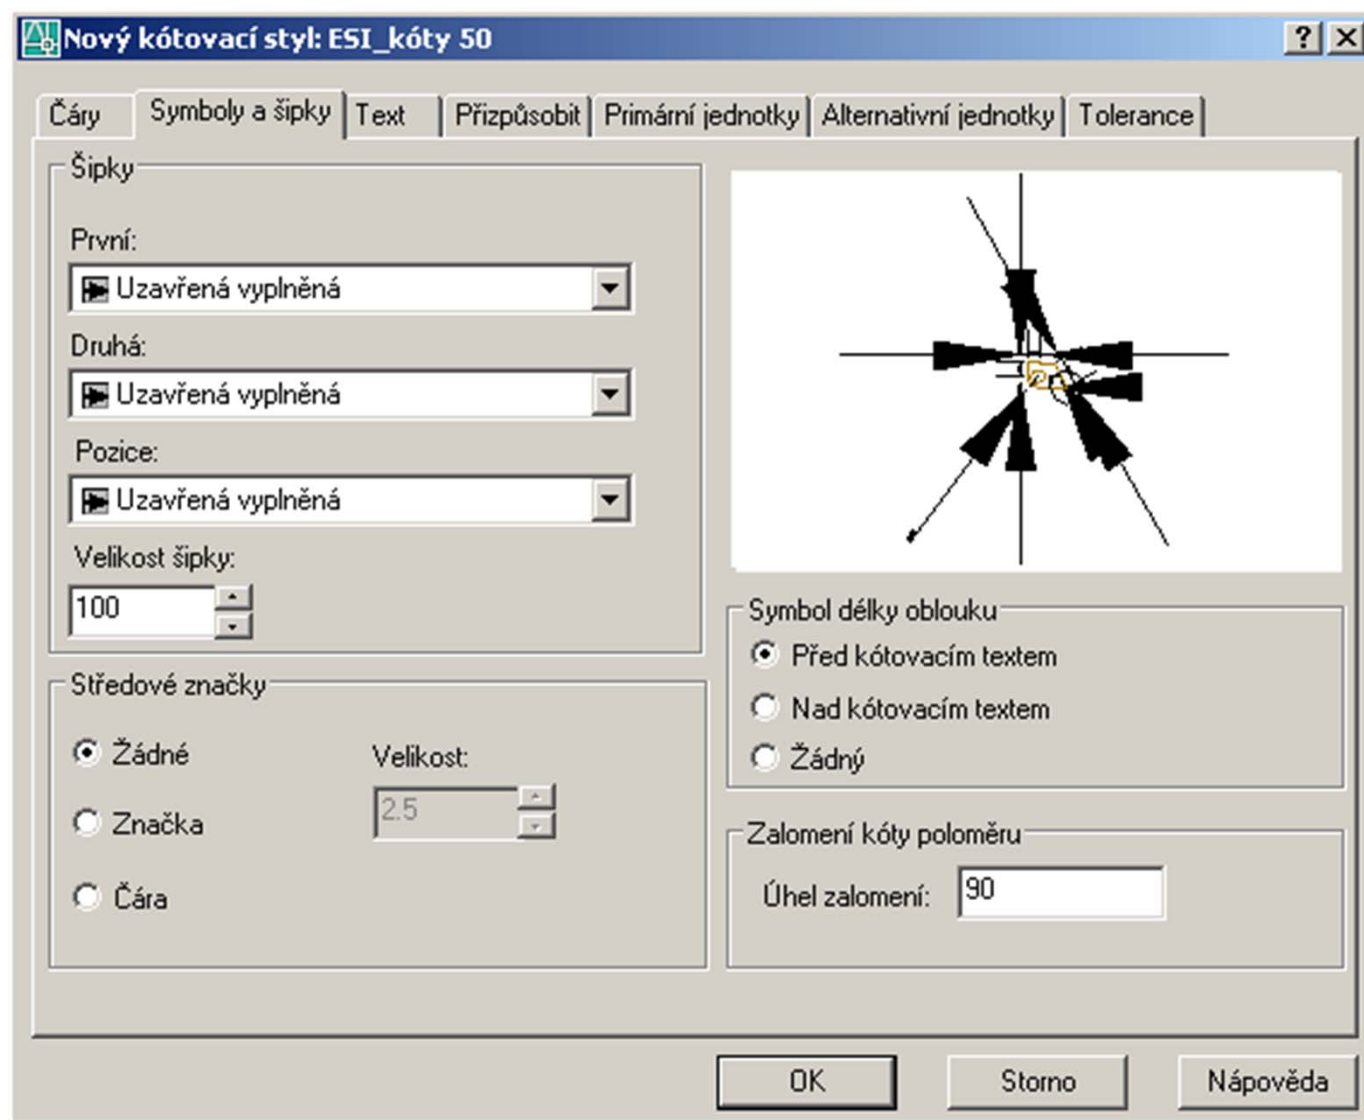 Nový kótovací styl: ESI_kóty 50
Čáry Symboly a šipky Text Přizpůsobit Primární jednotky Alternativní jednotky Tolerance
Šipky
První:
Uzavřená vyplněná
Druhá:
Uzavřená vyplněná
Pozice:
Uzavřená vyplněná
Velikost šipky:
100
Středové značky
Žádné
Značka
Čára
Velikost:
2.5
Symbol délky oblouku
Před kótovacím textem
Nad kótovacím textem
Žádný
Zalomení kóty poloměru
Úhel zalomení: 90
OK Storno Nápověda